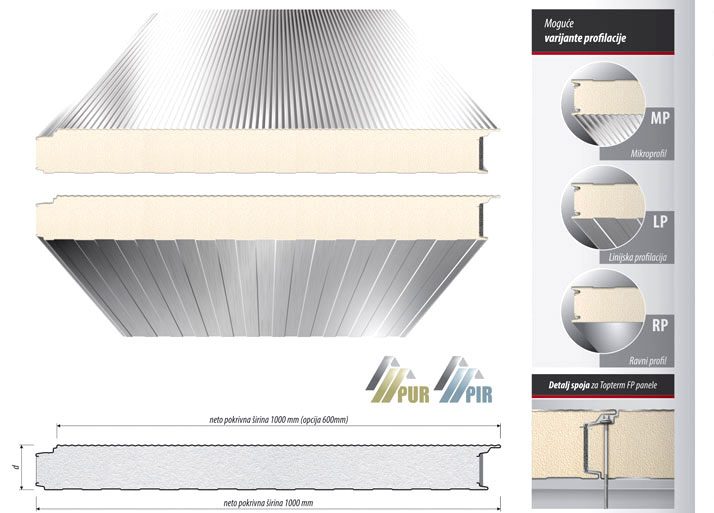 Moguće
varijante profilacije
MP
Mikroprofil
LP
Linijska profilacija
RP
Ravni profil
PUR
PIR
Detalj spoja za Topterm FP panele
neto pokrivna širina 1000 mm (opcija 600mm)
d
neto pokrivna širina 1000 mm